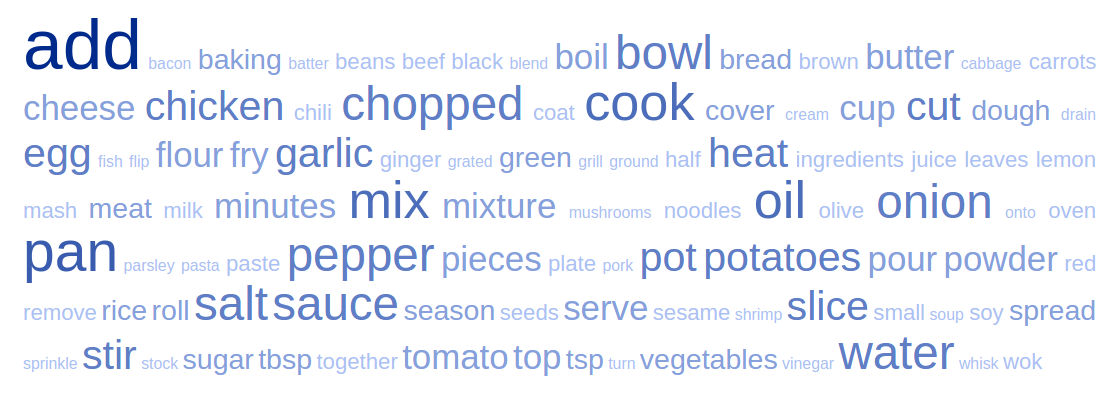 add bacon baking batter beans beef black blend boil bowl bread brown butter cabbage carrots
cheese chicken chili chopped coat cook cover cream cup cut dough drain
egg fish flip flour fry garlic ginger grated green grill ground half heat ingredients juice leaves lemon
mash meat milk minutes mix mixture mushrooms noodles oil olive onion onto oven
pan parsley pasta paste pepper pieces plate pork pot potatoes pour powder red
remove rice roll salt sauce season seeds serve sesame shrimp slice small soup soy spread
sprinkle stir stock sugar tbsp together tomato top tsp turn vegetables vinegar water whisk wok